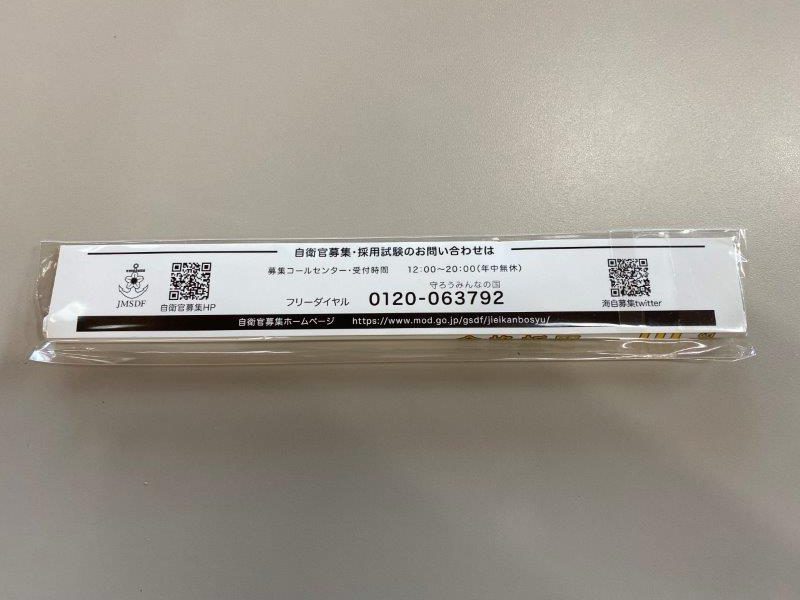 自衛官募集・採用試験のお問い合わせは
募集コールセンター・受付時間　12:00～20:00(年中無休)
守ろうみんなの国
フリーダイヤル 0120-063792
JMSDF
自衛官募集HP
海自募集twitter
自衛官募集ホームページ　https://www.mod.go.jp/gsdf/jieikanbosyu/